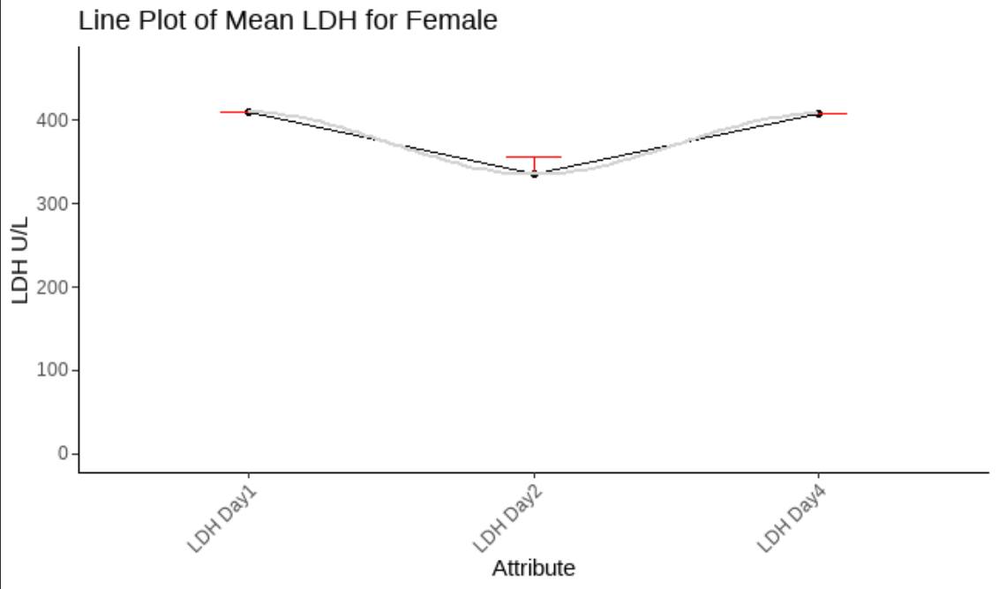 Line Plot of Mean LDH for Female
LDH U/L
400
300
200
100
0
LDH Day1
LDH Day2
LDH Day4
Attribute